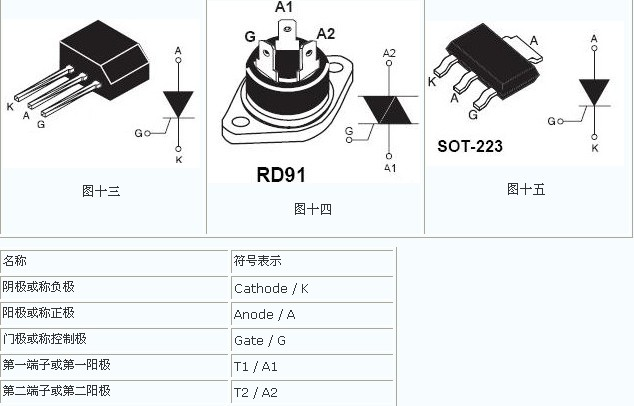 A
K
A
G
G
K
图十三
A1
G
A2
A2
G
A1
RD91
图十四
A
K
A
G
SOT-223
A
G
K
图十五
名称 符号表示
阴极或称负极 Cathode / K
阳极或称正极 Anode / A
门极或称控制极 Gate / G
第一端子或第一阳极 T1 / A1
第二端子或第二阳极 T2 / A2